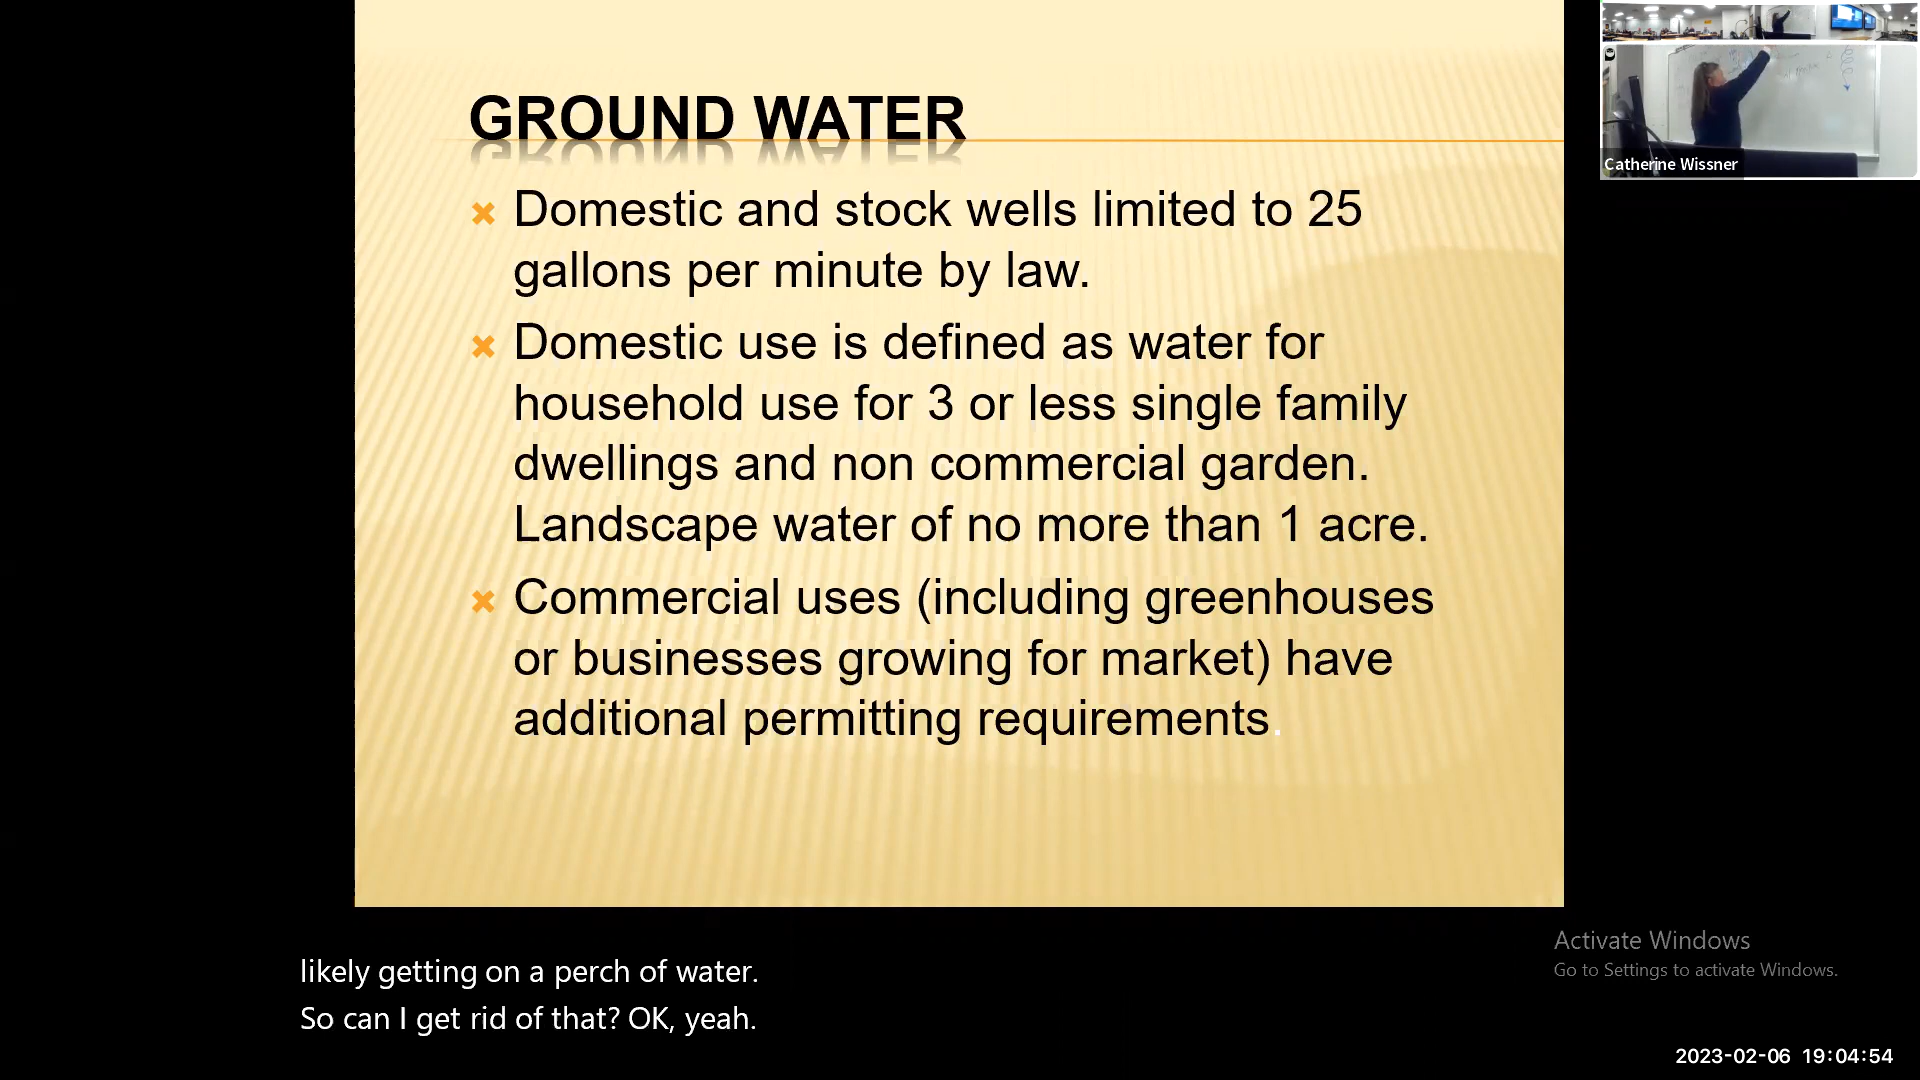 GROUND WATER
Domestic and stock wells limited to 25
gallons per minute by law.
Domestic use is defined as water for
household use for 3 or less single family
dwellings and non commercial garden.
Landscape water of no more than 1 acre.
Commercial uses (including greenhouses
or businesses growing for market) have
additional permitting requirements.
Catherine Wissner
likely getting on a perch of water.
So can I get rid of that? OK, yeah.
Activate Windows
Go to Settings to activate Windows.
2023-02-06 19:04:54